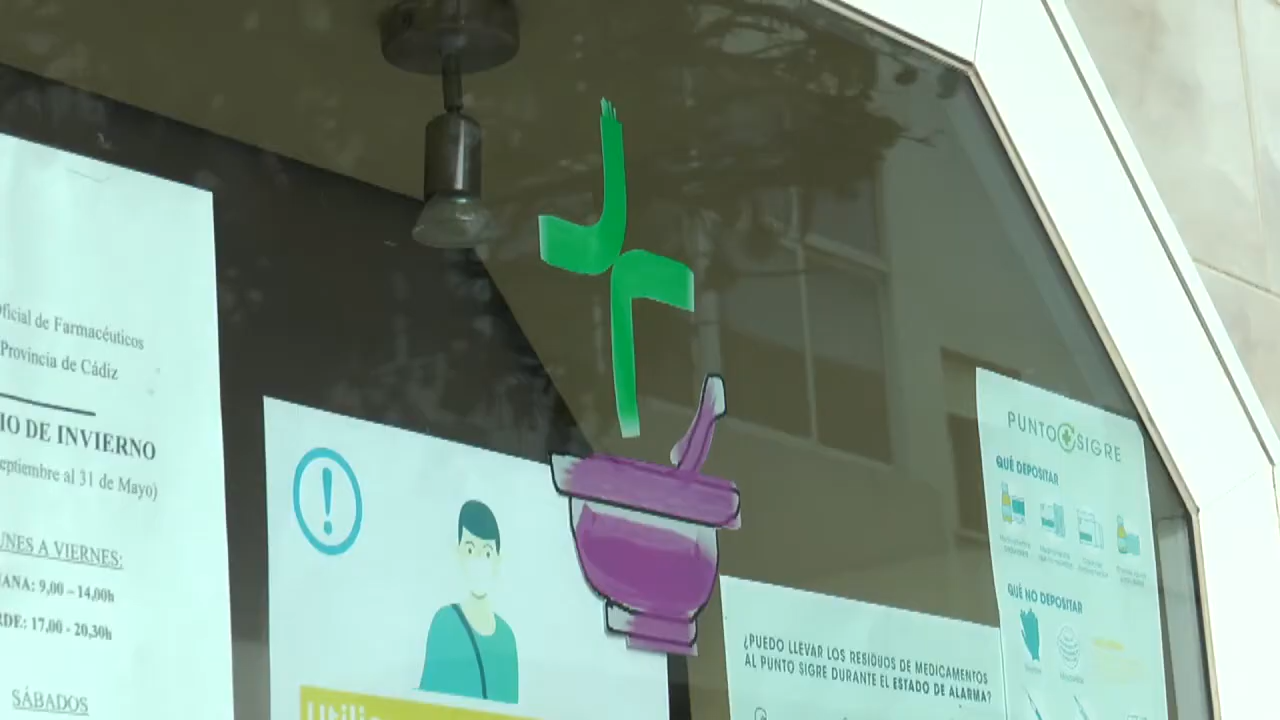 ficial de Farmacéuticos
Provincia de Cádiz
IO DE INVIERNO
eptiembre al 31 de Mayo)
UNES A VIERNES:
ANA: 9,00 – 14,00h
RDE: 17,00 - 20,30h
SÁBADOS
!
Utilic
¿PUEDO LLEVAR LOS RESIDUOS DE MEDICAMENTOS
AL PUNTO SIGRE DURANTE EL ESTADO DE ALARMA?
PUNTO SIGRE
QUÉ DEPOSITAR
QUÉ NO DEPOSITAR